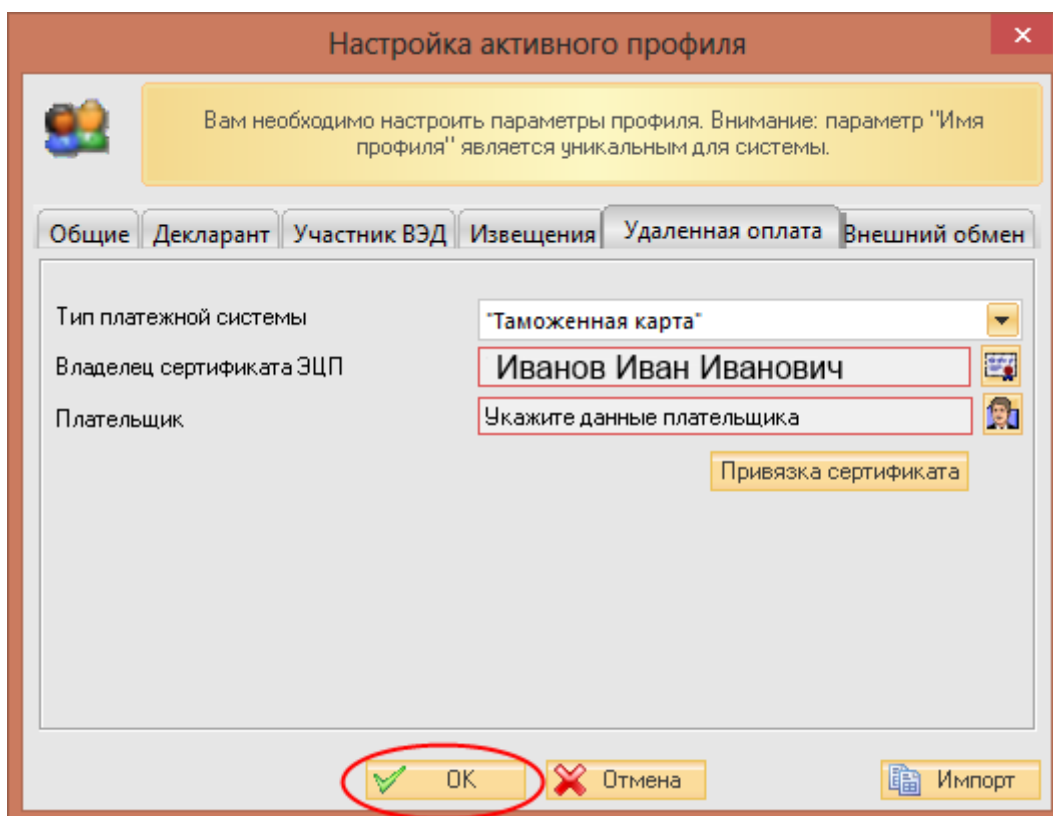 Настройка активного профиля
Вам необходимо настроить параметры профиля. Внимание: параметр "Имя
профиля" является уникальным для системы.
Общие Декларант Участник ВЭД Извещения Удаленная оплата Внешний обмен
Тип платежной системы "Таможенная карта"
Владелец сертификата ЭЦП Иванов Иван Иванович
Плательщик Укажите данные плательщика
Привязка сертификата
OK Отмена Импорт